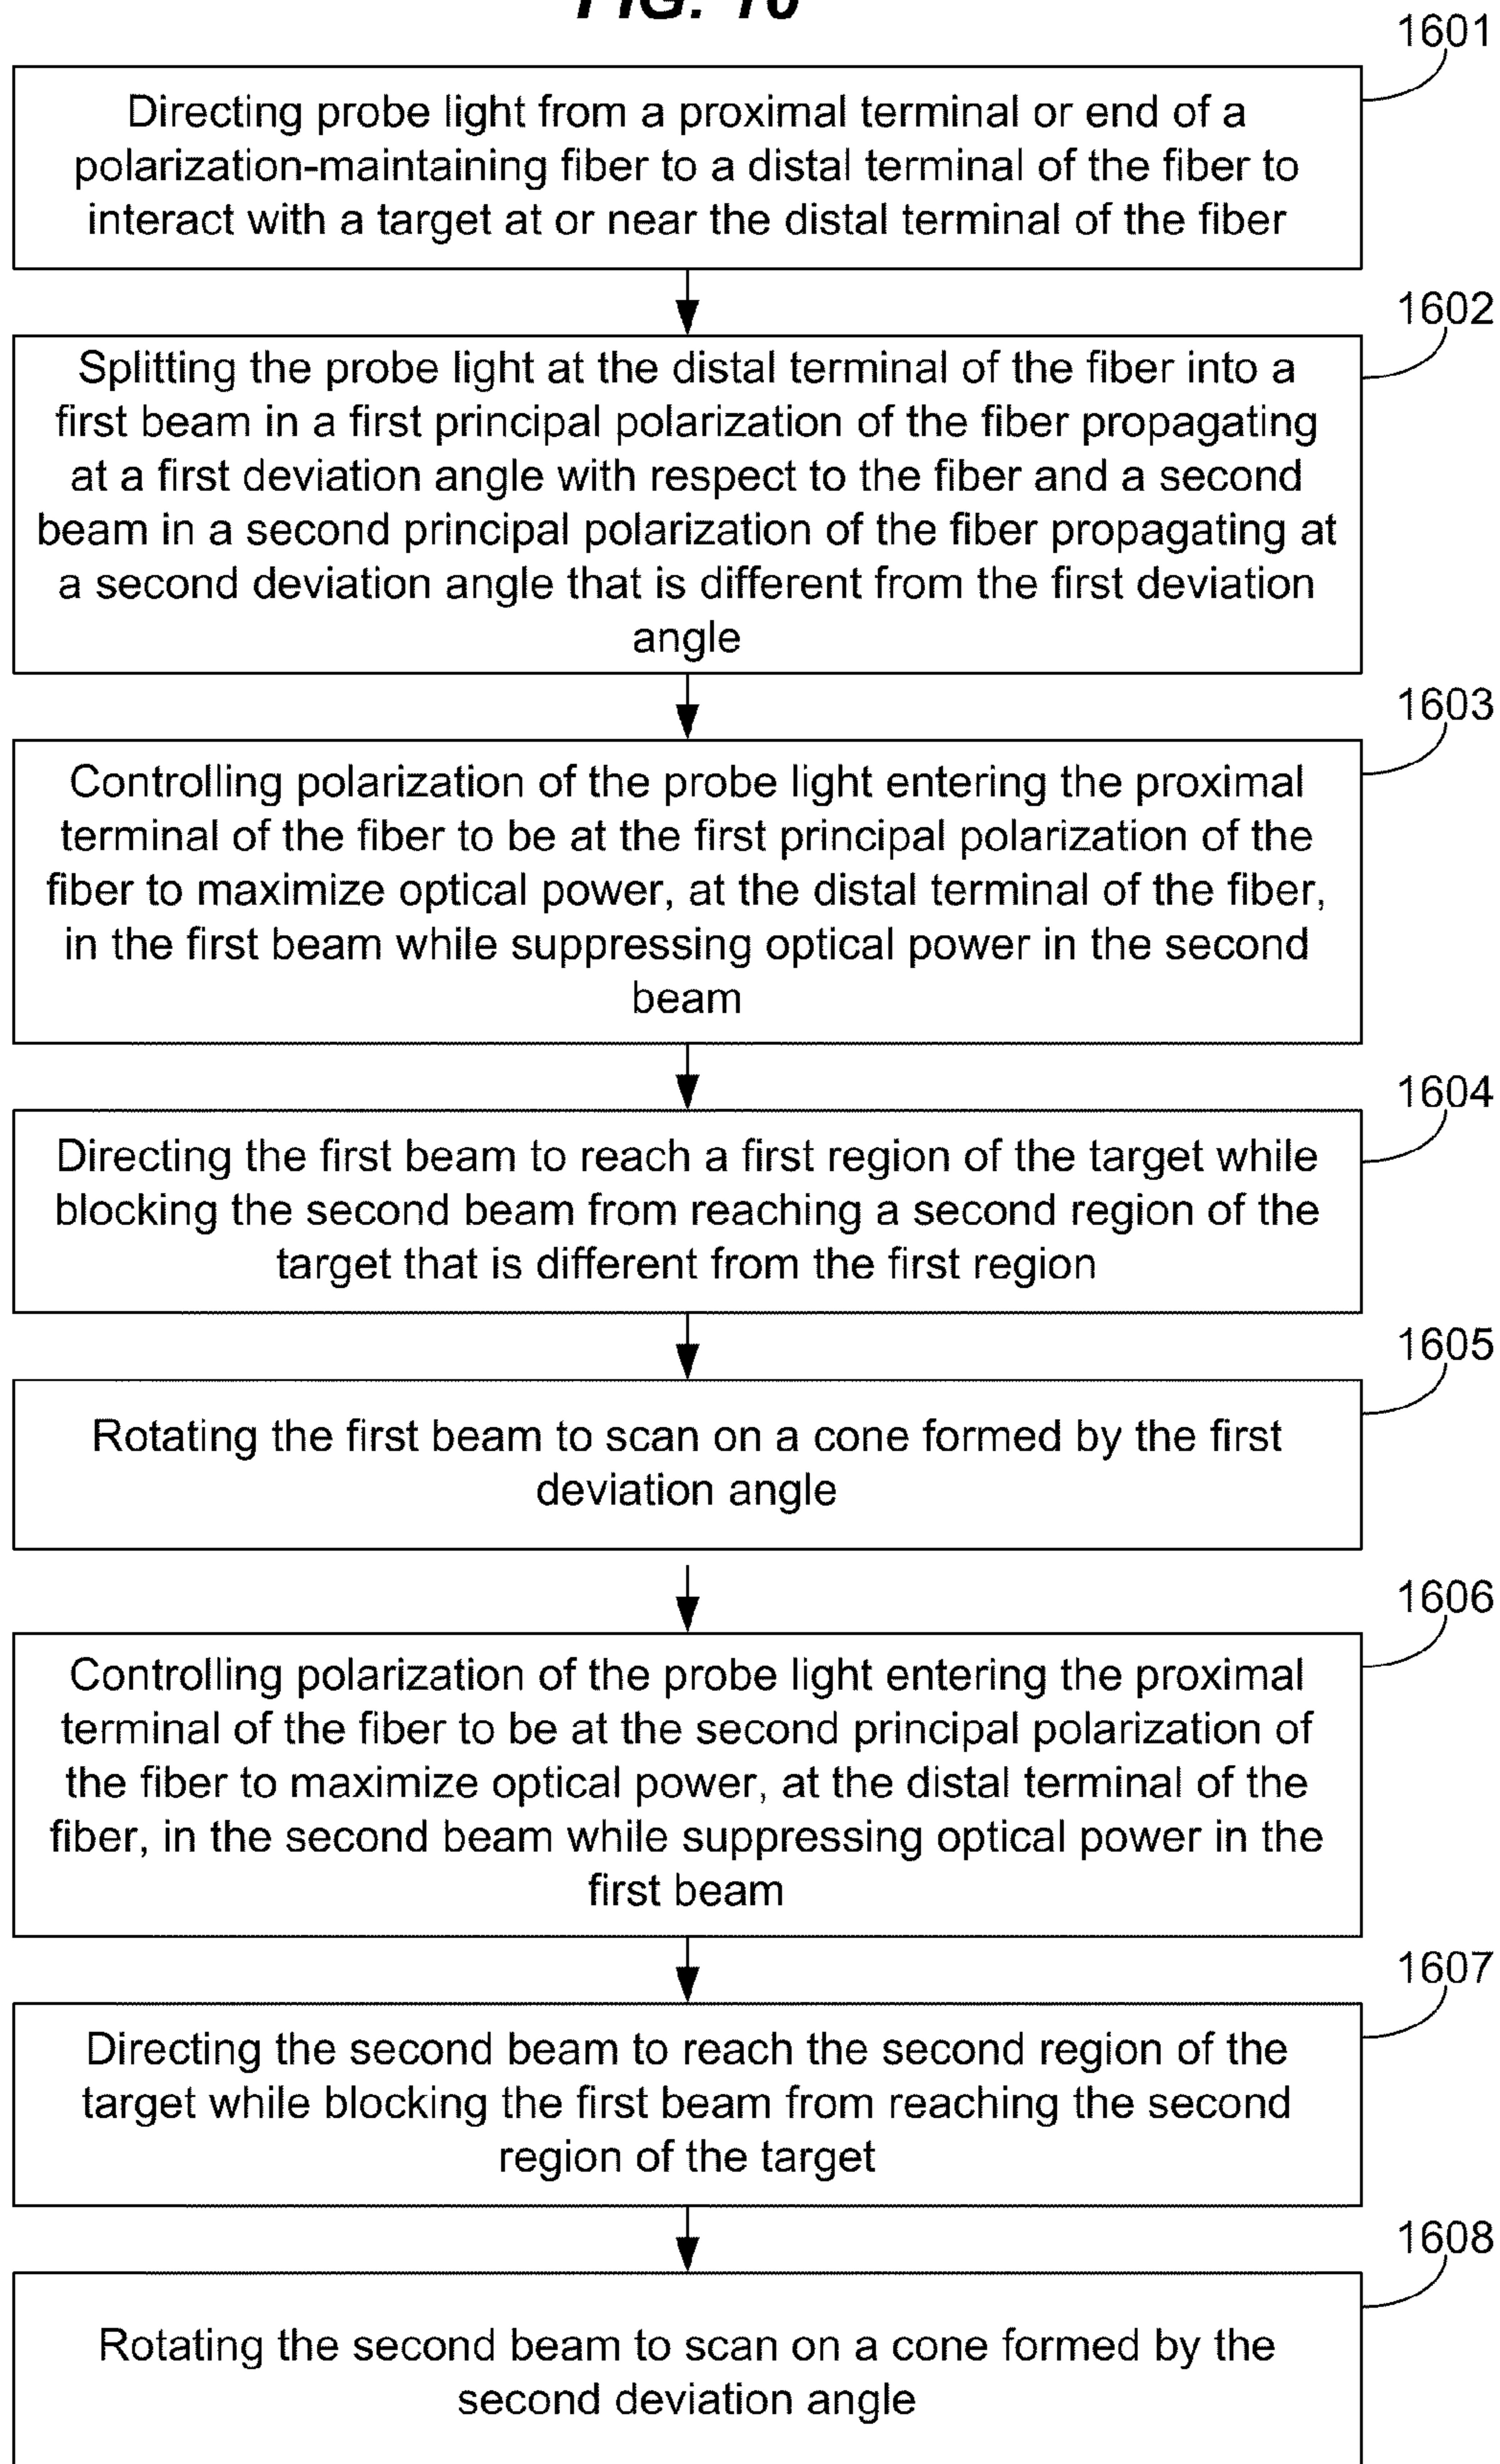 FIG. 16
1601
Directing probe light from a proximal terminal or end of a
polarization-maintaining fiber to a distal terminal of the fiber to
interact with a target at or near the distal terminal of the fiber
1602
Splitting the probe light at the distal terminal of the fiber into a
first beam in a first principal polarization of the fiber propagating
at a first deviation angle with respect to the fiber and a second
beam in a second principal polarization of the fiber propagating at
a second deviation angle that is different from the first deviation
angle
1603
Controlling polarization of the probe light entering the proximal
terminal of the fiber to be at the first principal polarization of the
fiber to maximize optical power, at the distal terminal of the fiber,
in the first beam while suppressing optical power in the second
beam
1604
Directing the first beam to reach a first region of the target while
blocking the second beam from reaching a second region of the
target that is different from the first region
1605
Rotating the first beam to scan on a cone formed by the first
deviation angle
1606
Controlling polarization of the probe light entering the proximal
terminal of the fiber to be at the second principal polarization of
the fiber to maximize optical power, at the distal terminal of the
fiber, in the second beam while suppressing optical power in the
first beam
1607
Directing the second beam to reach the second region of the
target while blocking the first beam from reaching the second
region of the target
1608
Rotating the second beam to scan on a cone formed by the
second deviation angle